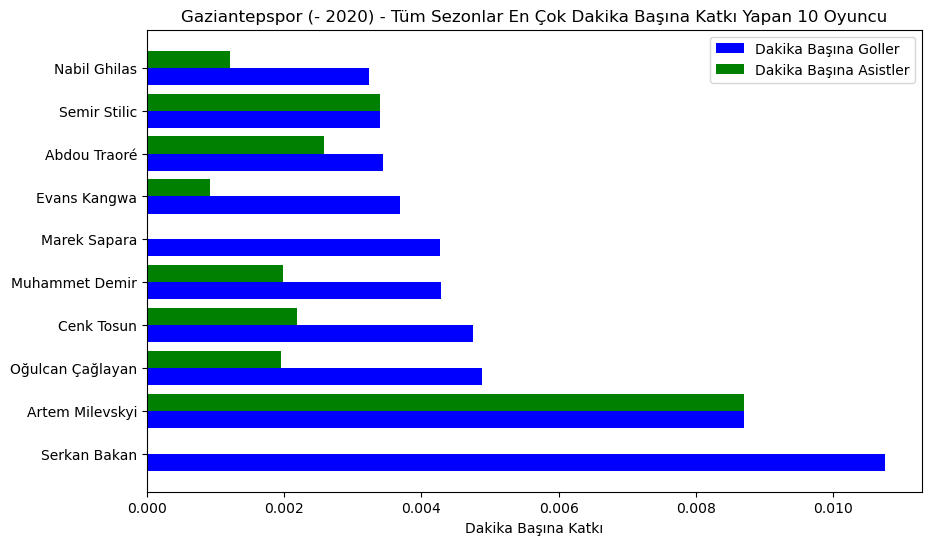 Gaziantepspor (- 2020) - Tüm Sezonlar En Çok Dakika Başına Katkı Yapan 10 Oyuncu
Dakika Başına Goller
Dakika Başına Asistler
Nabil Ghilas
Semir Stilic
Abdou Traoré
Evans Kangwa
Marek Sapara
Muhammet Demir
Cenk Tosun
Oğulcan Çağlayan
Artem Milevskyi
Serkan Bakan
0.000 0.002 0.004 0.006 0.008 0.010
Dakika Başına Katkı